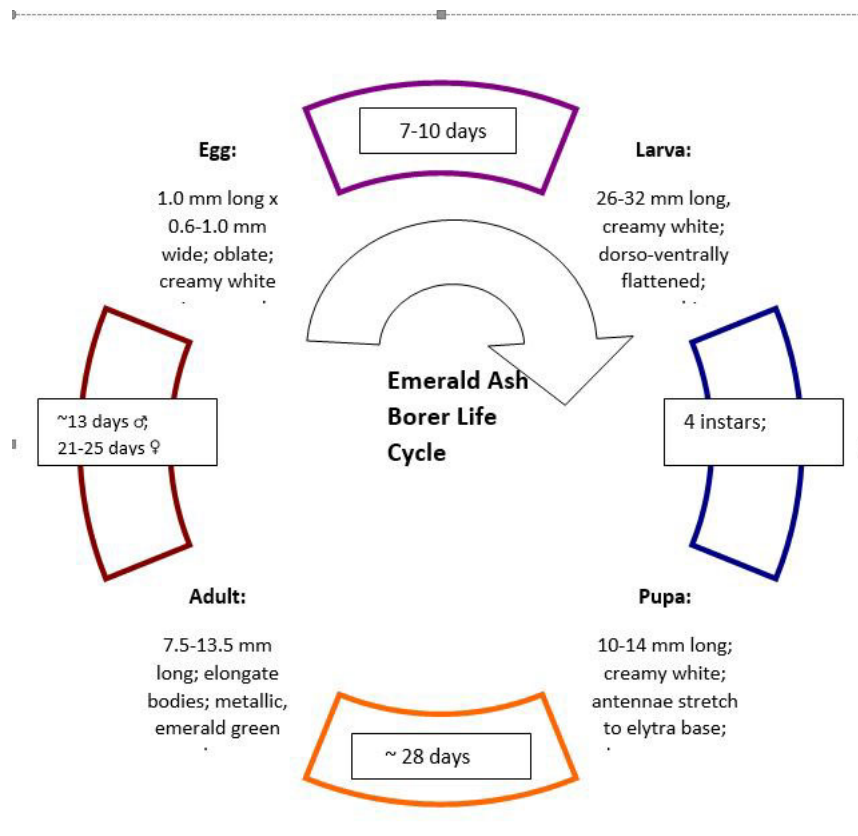 7-10 days
Egg:
1.0 mm long x
0.6-1.0 mm
wide; oblate;
creamy white
Larva:
26-32 mm long,
creamy white;
dorso-ventrally
flattened;
Emerald Ash
Borer Life
Cycle
~13 days ♂;
21-25 days ♀
4 instars;
Adult:
7.5-13.5 mm
long; elongate
bodies; metallic,
emerald green
Pupa:
10-14 mm long;
creamy white;
antennae stretch
to elytra base;
~ 28 days